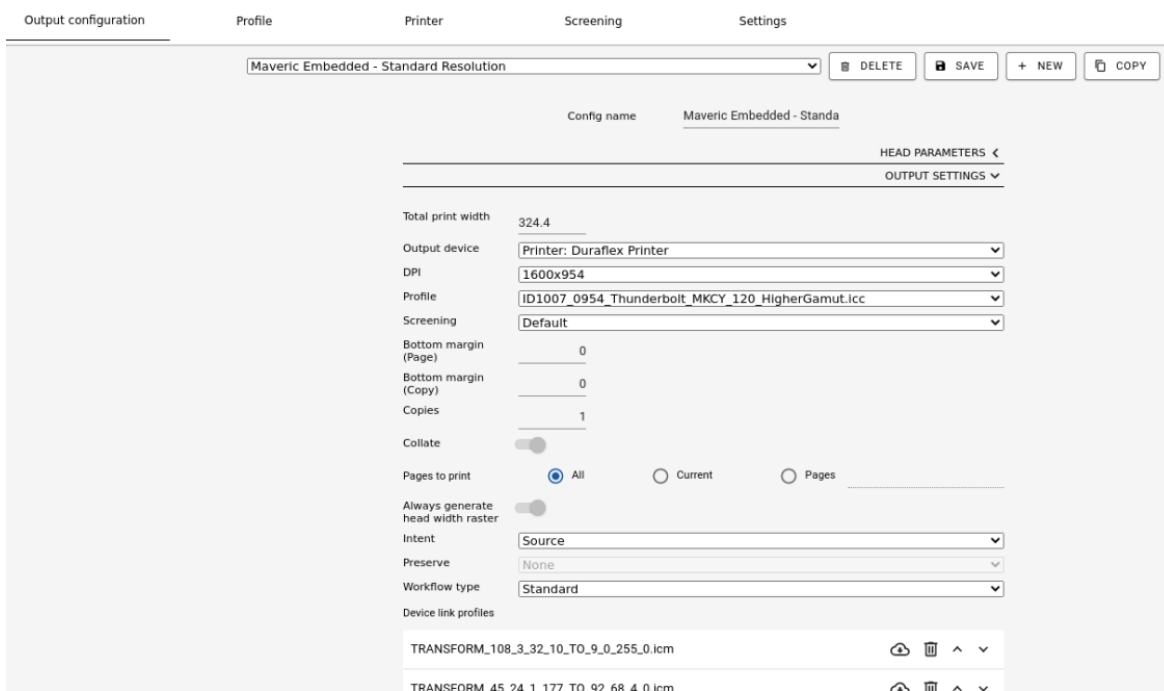 Output configuration Profile Printer Screening Settings
Maveric Embedded - Standard Resolution DELETE SAVE + NEW COPY
Config name Maveric Embedded - Standa
HEAD PARAMETERS
OUTPUT SETTINGS
Total print width 324.4
Output device Printer: Duraflex Printer
DPI 1600x954
Profile ID1007_0954_Thunderbolt_MKCY_120_HigherGamut.icc
Screening Default
Bottom margin
(Page) 0
Bottom margin
(Copy) 0
Copies 1
Collate
Pages to print All Current Pages
Always generate
head width raster
Intent Source
Preserve None
Workflow type Standard
Device link profiles
TRANSFORM_108_3_32_10_TO_9_0_255_0.icm
TRANSFORM_45_24_1_177_TO_92_68_4_0.icm